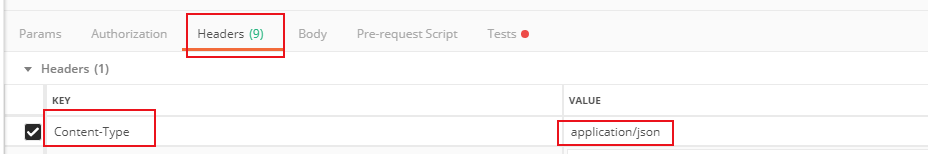 Params Authorization Headers (9) Body Pre-request Script Tests
Headers (1)
KEY VALUE
Content-Type application/json